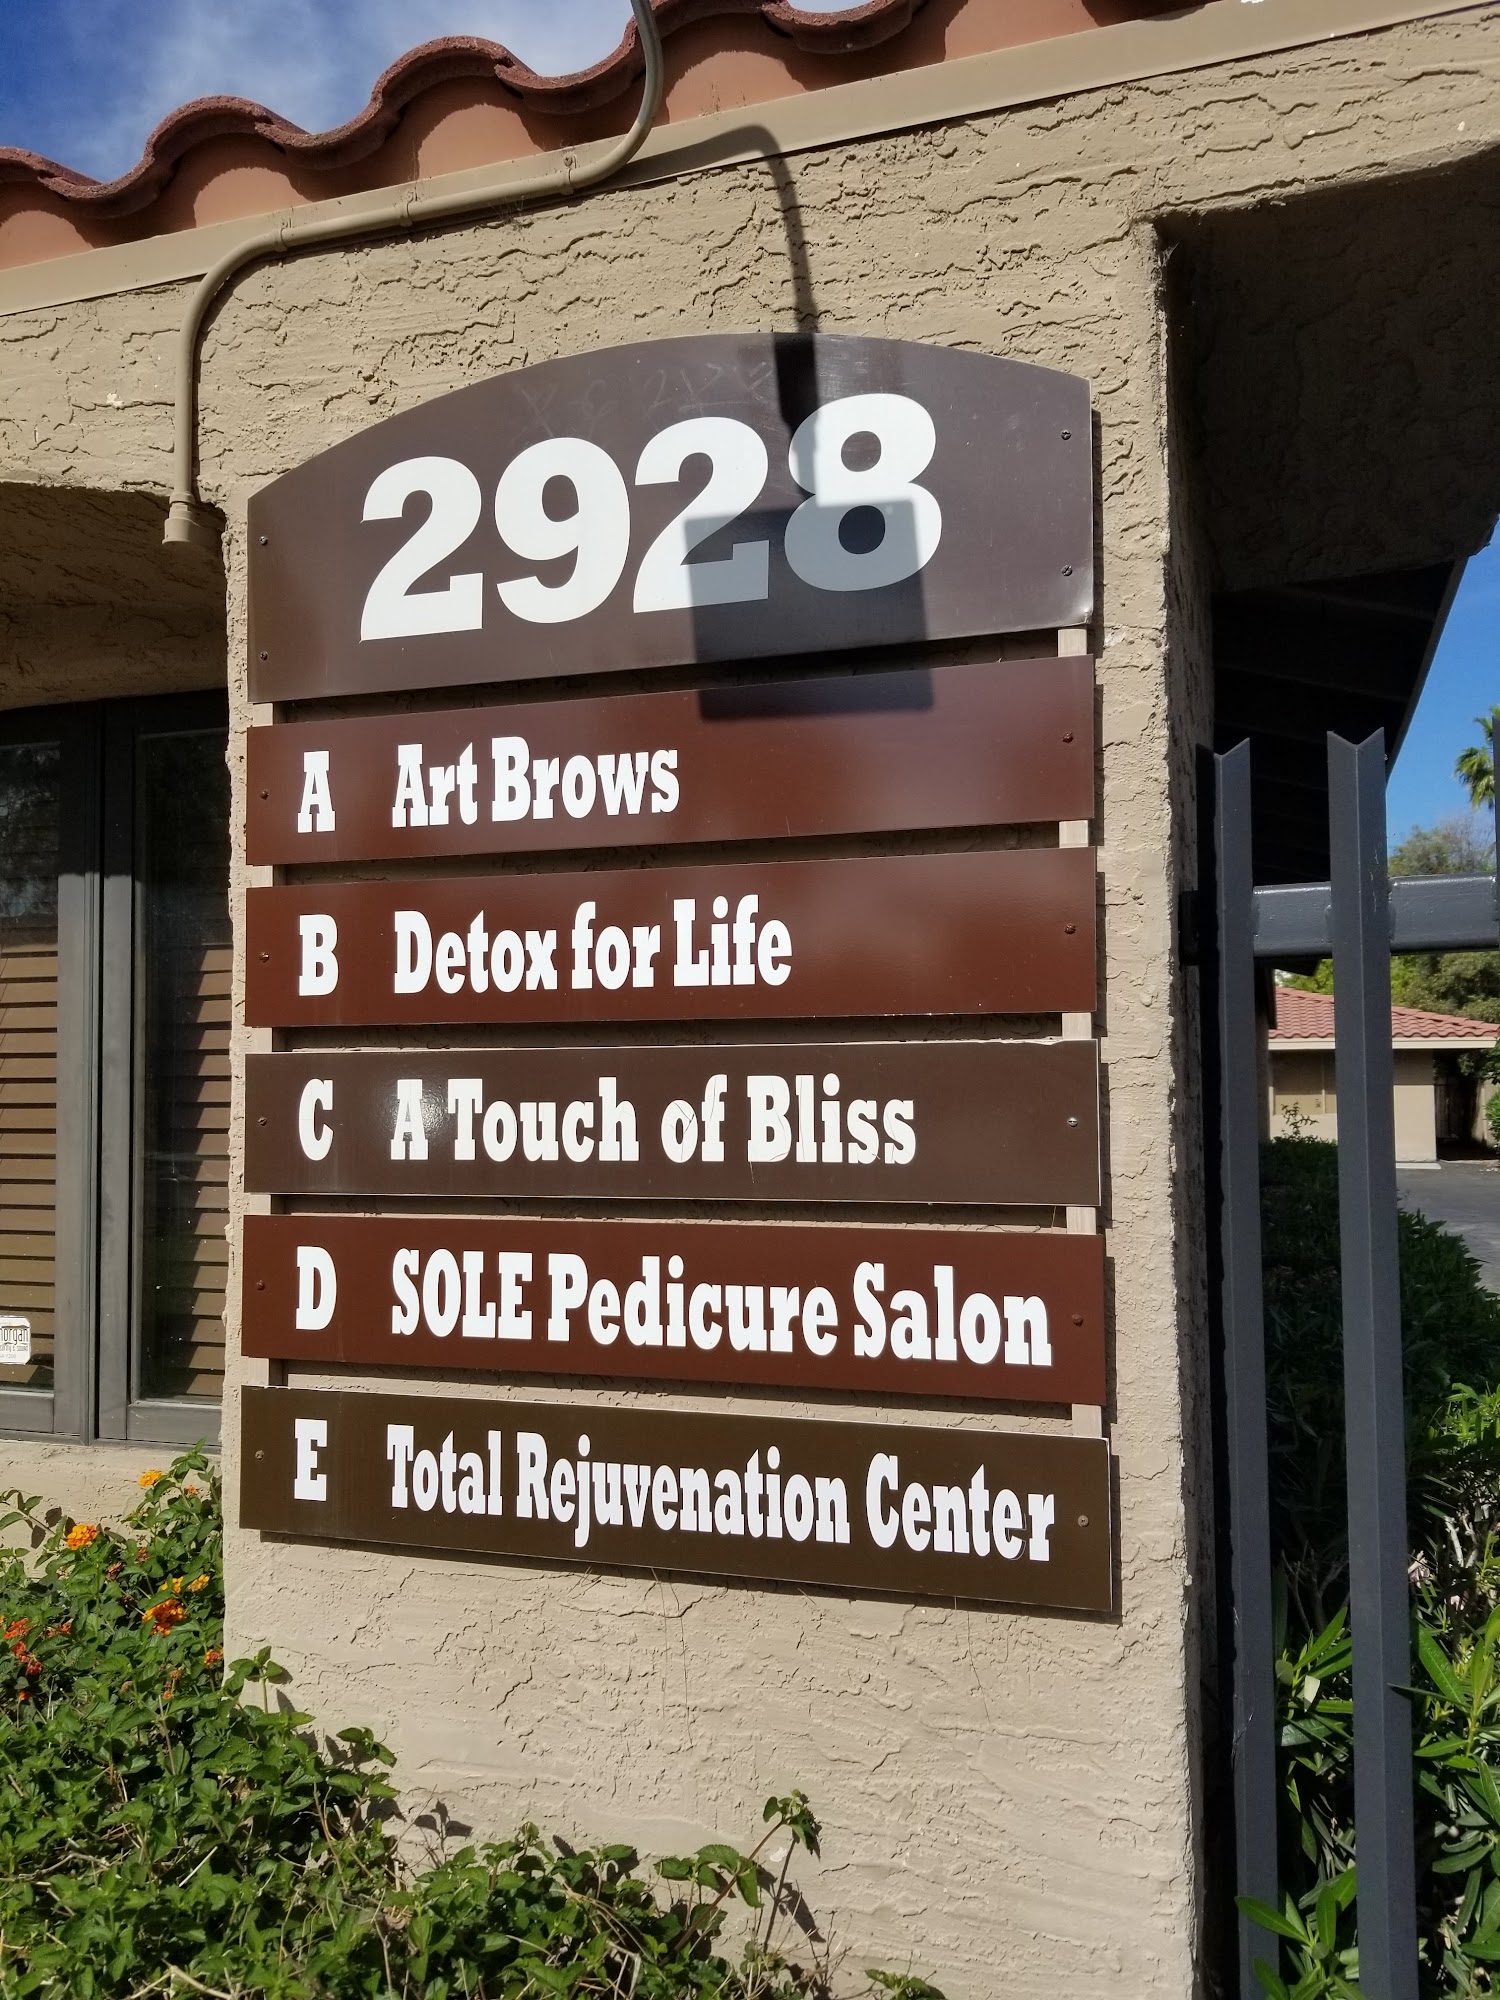 2928
A Art Brows
B Detox for Life
C A Touch of Bliss
D SOLE Pedicure Salon
E Total Rejuvenation Center